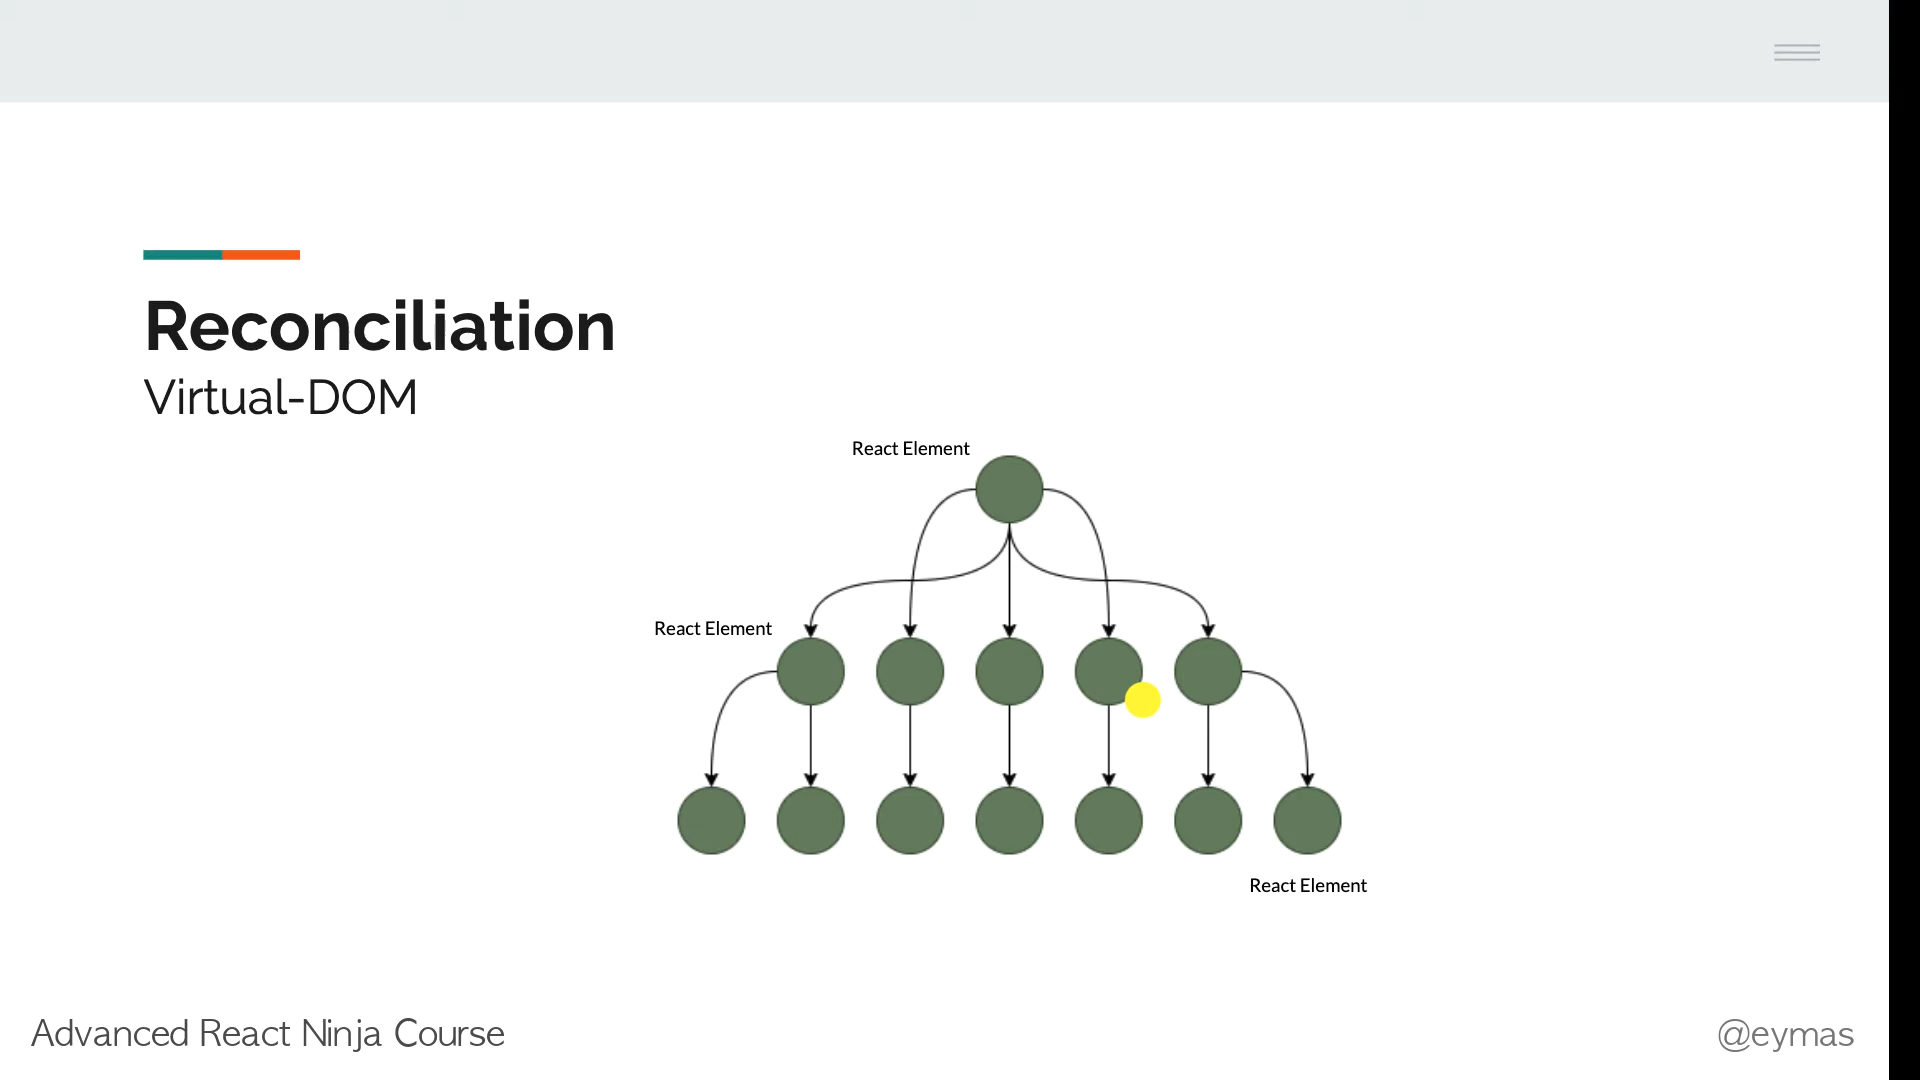 Reconciliation
Virtual-DOM
React Element
React Element
React Element
Advanced React Ninja Course
@eymas